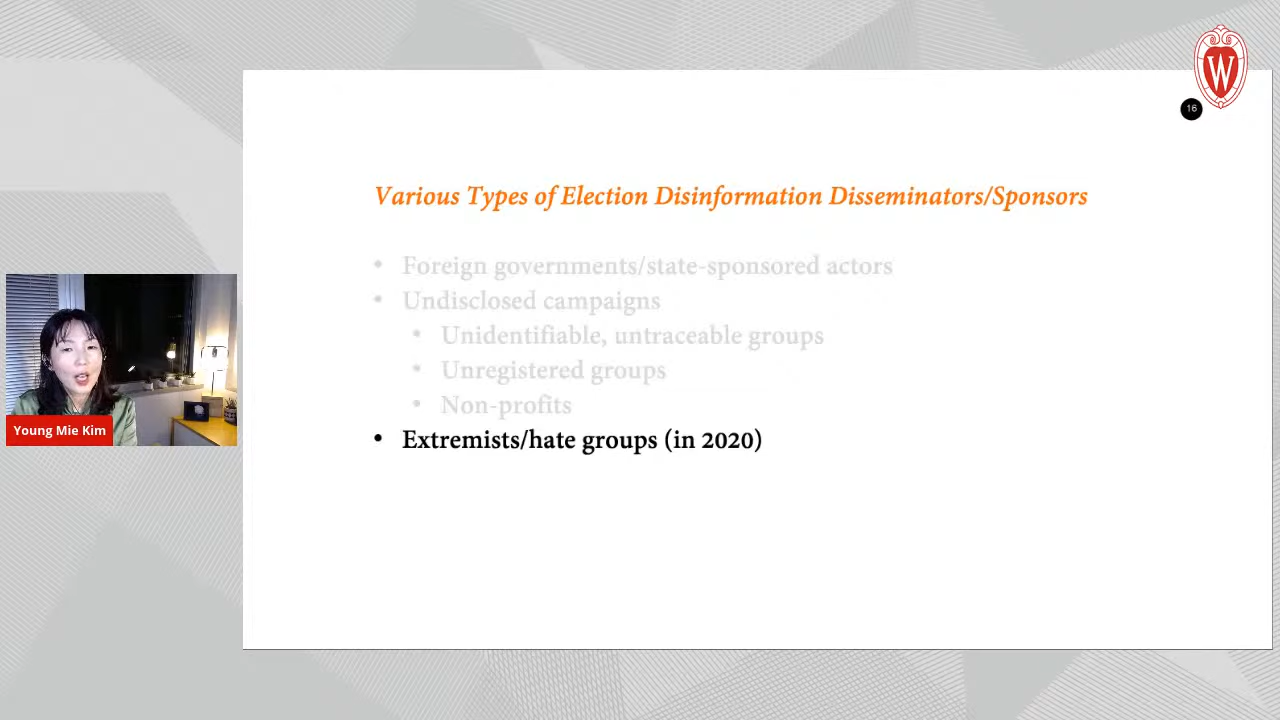 W
16
Various Types of Election Disinformation Disseminators/Sponsors
• Foreign governments/state-sponsored actors
• Undisclosed campaigns
• Unidentifiable, untraceable groups
• Unregistered groups
• Non-profits
• Extremists/hate groups (in 2020)
Young Mie Kim